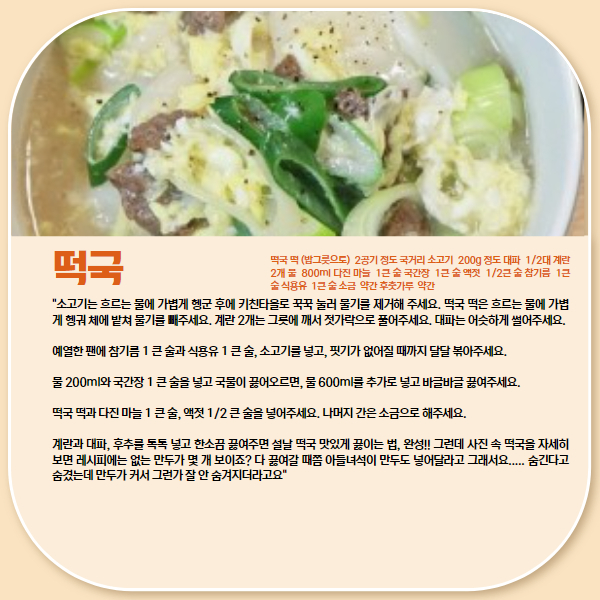 떡국
떡국 떡 (밥그릇으로) 2공기 정도 국거리 소고기 200g 정도 대파 1/2대 계란
2개 물 800ml 다진 마늘 1큰 술 국간장 1큰 술 액젓 1/2큰 술 참기름 1큰
술 식용유 1큰 술 소금 약간 후춧가루 약간
"소고기는 흐르는 물에 가볍게 헹군 후에 키친타올로 꾹꾹 눌러 물기를 제거해 주세요. 떡국 떡은 흐르는 물에 가볍
게 헹궈 체에 밭쳐 물기를 빼주세요. 계란 2개는 그릇에 깨서 젓가락으로 풀어주세요. 대파는 어슷하게 썰어주세요.
예열한 팬에 참기름 1 큰 술과 식용유 1 큰 술, 소고기를 넣고, 핏기가 없어질 때까지 달달 볶아주세요.
물 200ml와 국간장 1 큰 술을 넣고 국물이 끓어오르면, 물 600ml를 추가로 넣고 바글바글 끓여주세요.
떡국 떡과 다진 마늘 1 큰 술, 액젓 1/2 큰 술을 넣어주세요. 나머지 간은 소금으로 해주세요.
계란과 대파, 후추를 톡톡 넣고 한소끔 끓여주면 설날 떡국 맛있게 끓이는 법, 완성!! 그런데 사진 속 떡국을 자세히
보면 레시피에는 없는 만두가 몇 개 보이죠? 다 끓여갈 때쯤 아들녀석이 만두도 넣어달라고 그래서요..... 숨긴다고
숨겼는데 만두가 커서 그런가 잘 안 숨겨지더라고요"